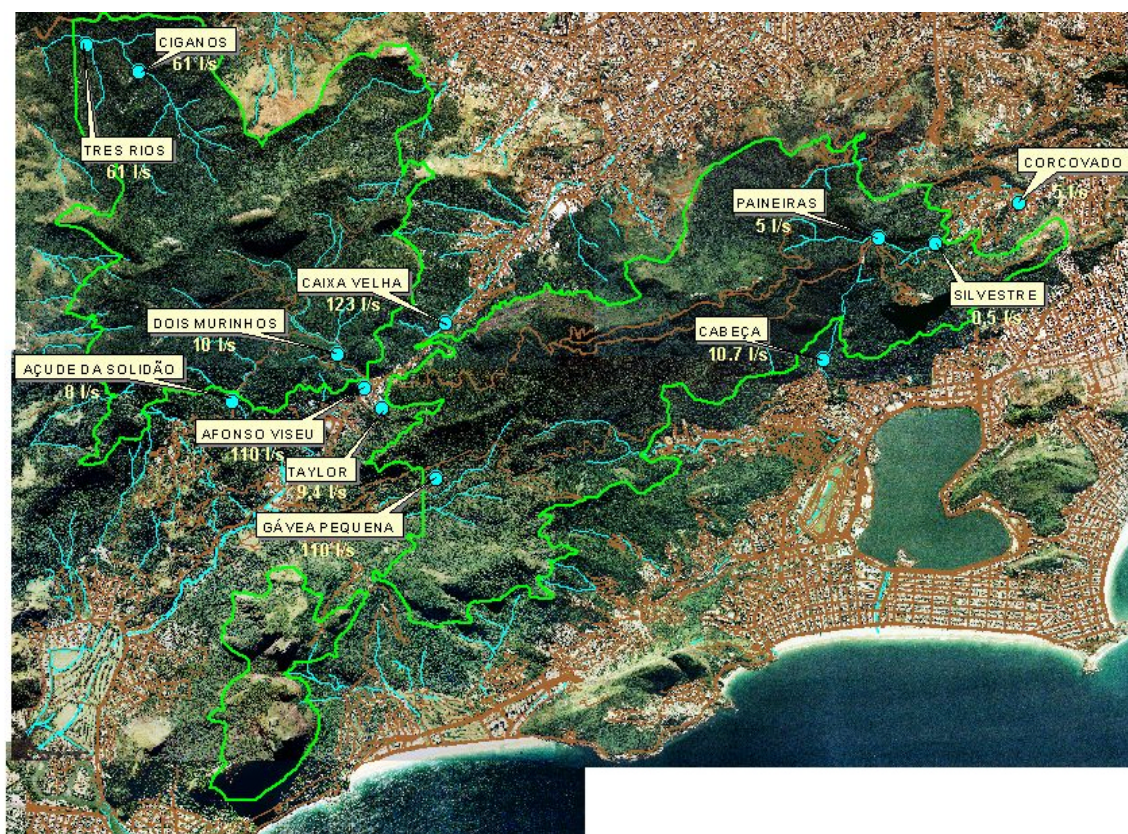 CIGANOS
61 l/s
TRES RIOS
61 l/s
CORCOVADO
5 l/s
PAINEIRAS
5 l/s
SILVESTRE
0,5 l/s
CAIXA VELHA
123 l/s
DOIS MURINHOS
10 l/s
CABEÇA
10.7 l/s
AÇUDE DA SOLIDÃO
8 l/s
AFONSO VISEU
110 l/s
TAYLOR
9,4 l/s
GÁVEA PEQUENA
110 l/s